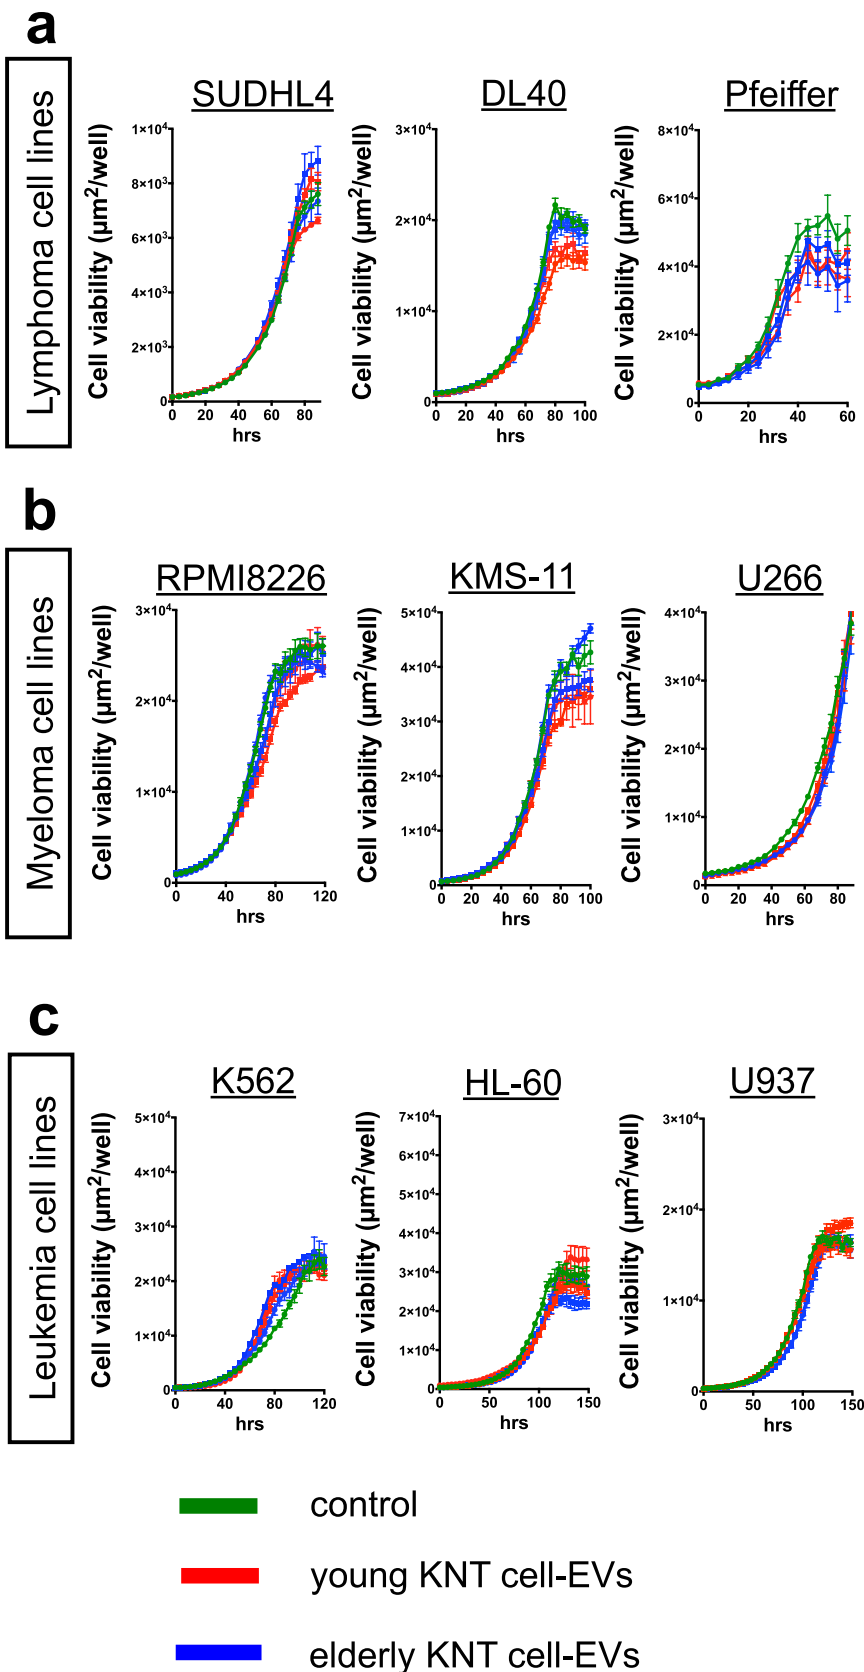 a
Lymphoma cell lines
SUDHL4
DL40
Pfeiffer
Cell viability (µm²/well)
1×10⁴
8×10³
6×10³
4×10³
2×10³
0
0 20 40 60 80
hrs
Cell viability (µm²/well)
3×10⁴
2×10⁴
1×10⁴
0
0 20 40 60 80 100
hrs
Cell viability (µm²/well)
8×10⁴
6×10⁴
4×10⁴
2×10⁴
0
0 20 40 60
hrs
b
Myeloma cell lines
RPMI8226
KMS-11
U266
Cell viability (µm²/well)
3×10⁴
2×10⁴
1×10⁴
0
0 40 80 120
hrs
Cell viability (µm²/well)
5×10⁴
4×10⁴
3×10⁴
2×10⁴
1×10⁴
0
0 20 40 60 80 100
hrs
Cell viability (µm²/well)
4×10⁴
3×10⁴
2×10⁴
1×10⁴
0
0 20 40 60 80
hrs
c
Leukemia cell lines
K562
HL-60
U937
Cell viability (µm²/well)
5×10⁴
4×10⁴
3×10⁴
2×10⁴
1×10⁴
0
0 40 80 120
hrs
Cell viability (µm²/well)
7×10⁴
6×10⁴
5×10⁴
4×10⁴
3×10⁴
2×10⁴
1×10⁴
0
0 50 100 150
hrs
Cell viability (µm²/well)
3×10⁴
2×10⁴
1×10⁴
0
0 50 100 150
hrs
control
young KNT cell-EVs
elderly KNT cell-EVs